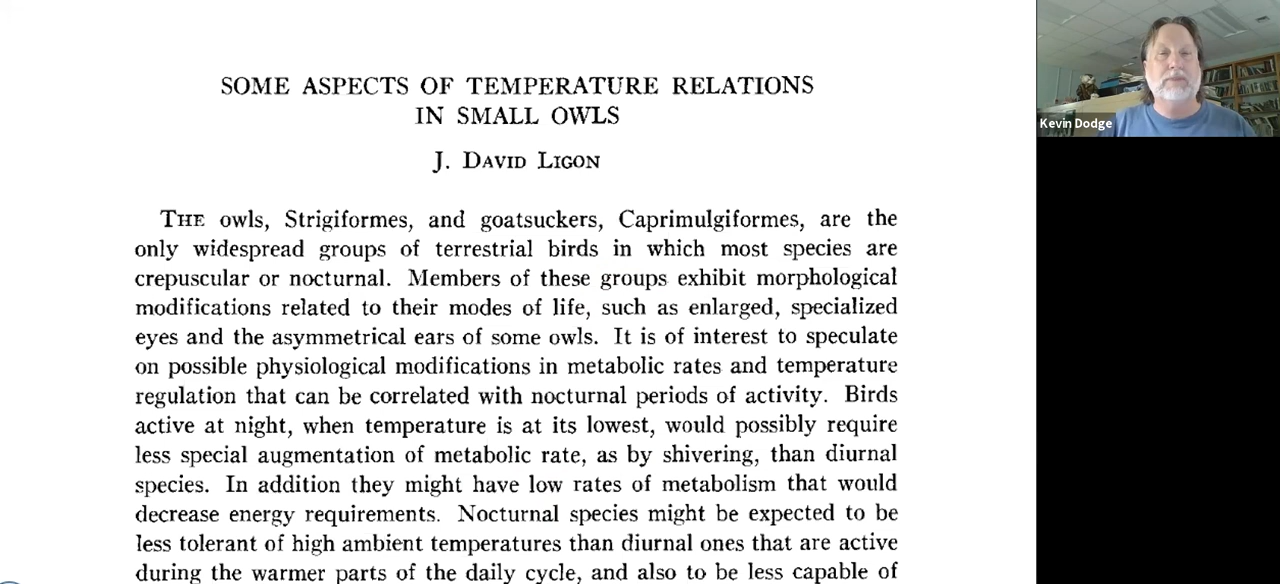 SOME ASPECTS OF TEMPERATURE RELATIONS
IN SMALL OWLS
J. DAVID LIGON
THE owls, Strigiformes, and goatsuckers, Caprimulgiformes, are the
only widespread groups of terrestrial birds in which most species are
crepuscular or nocturnal. Members of these groups exhibit morphological
modifications related to their modes of life, such as enlarged, specialized
eyes and the asymmetrical ears of some owls. It is of interest to speculate
on possible physiological modifications in metabolic rates and temperature
regulation that can be correlated with nocturnal periods of activity. Birds
active at night, when temperature is at its lowest, would possibly require
less special augmentation of metabolic rate, as by shivering, than diurnal
species. In addition they might have low rates of metabolism that would
decrease energy requirements. Nocturnal species might be expected to be
less tolerant of high ambient temperatures than diurnal ones that are active
during the warmer parts of the daily cycle, and also to be less capable of
Kevin Dodge